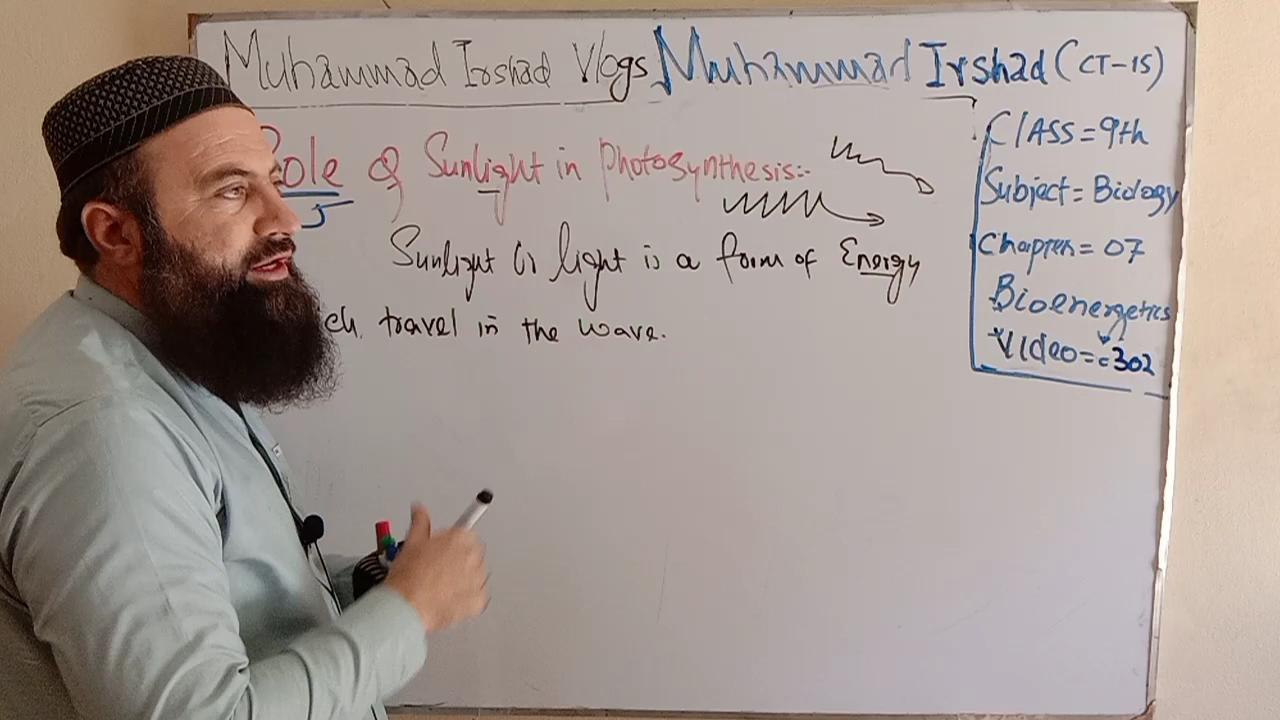 Muhammad Irshad Vlogs Muhammad Irshad (CT-15)
Role of Sunlight in Photosynthesis:-
Sunlight Or light is a form of Energy
ch travel in the wave.
CLASS = 9th
Subject = Biology
Chapter = 07
Bioenergetics
Video = 302